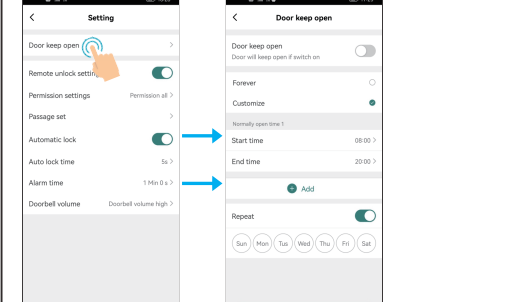 Setting
Door keep open
Remote unlock setting
Permission settings Permission all >
Passage set >
Automatic lock
Auto lock time 5s >
Alarm time 1 Min 0 s >
Doorbell volume Doorbell volume high >
Door keep open
Door keep open
Door will keep open if switch on
Forever
Customize
Normally open time 1
Start time 08:00 >
End time 20:00 >
Add
Repeat
Sun Mon Tus Wed Thu Fri Sat